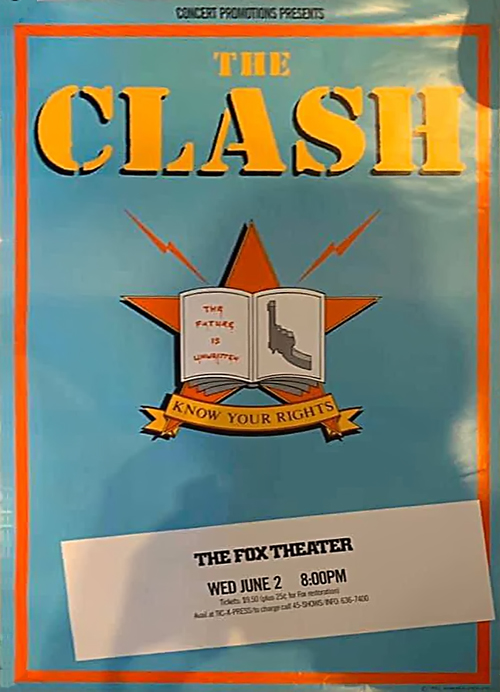 CONCERT PROMOTIONS PRESENTS
THE
CLASH
THE
FUTURE
IS
UNWRITTEN
KNOW YOUR RIGHTS
THE FOX THEATER
WED JUNE 2 8:00PM
Tickets: $9.50 (plus 25¢ for Fox restoration)
Avail at TIC-X-PRESS/to charge call 45-SHOWS/INFO: 636-7400